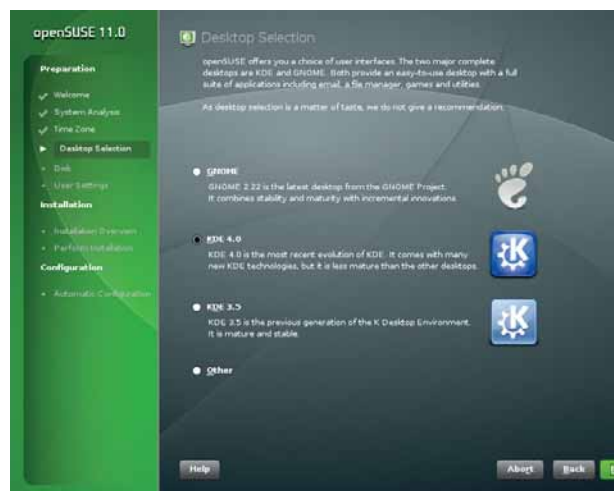 openSUSE 11.0
Preparation
Welcome
System Analysis
Time Zone
Desktop Selection
Disk
User Settings
Installation
Installation Overview
Perform Installation
Configuration
Automatic Configuration
Desktop Selection
openSUSE offers you a choice of user interfaces. The two major complete
desktops are KDE and GNOME. Both provide an easy-to-use desktop with a full
suite of applications including email, a file manager, games and utilities.
As desktop selection is a matter of taste, we do not give a recommendation.
GNOME
GNOME 2.22 is the latest desktop from the GNOME Project.
It combines stability and maturity with incremental innovations.
KDE 4.0
KDE 4.0 is the most recent evolution of KDE. It comes with many
new KDE technologies, but it is less mature than the other desktops.
KDE 3.5
KDE 3.5 is the previous generation of the K Desktop Environment.
It is mature and stable.
Other
Help
Abort
Back